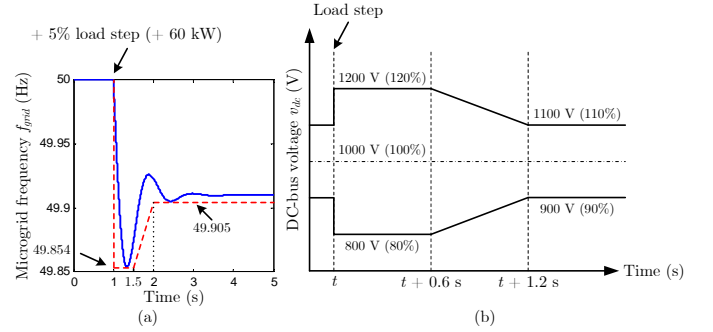 + 5% load step (+ 60 kW)
Microgrid frequency f_grid (Hz)
50
49.95
49.9
49.85
49.854
49.905
0
1
1.5
2
3
4
5
Time (s)
(a)
Load step
DC-bus voltage v_dc (V)
1200 V (120%)
1100 V (110%)
1000 V (100%)
900 V (90%)
800 V (80%)
t
t + 0.6 s
t + 1.2 s
Time (s)
(b)